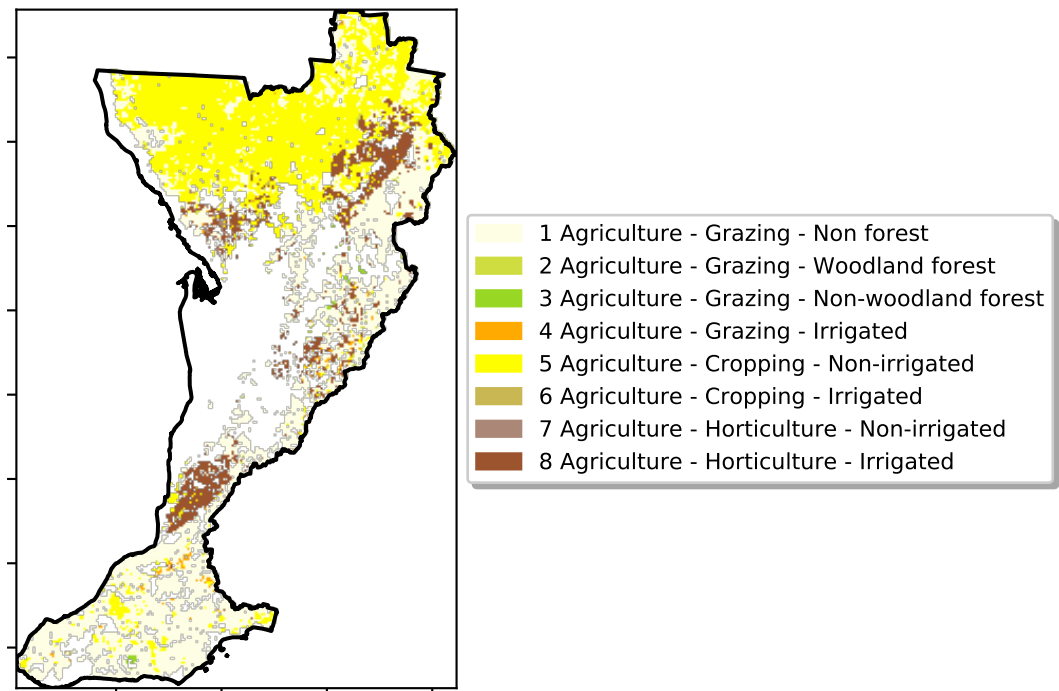 1 Agriculture - Grazing - Non forest
2 Agriculture - Grazing - Woodland forest
3 Agriculture - Grazing - Non-woodland forest
4 Agriculture - Grazing - Irrigated
5 Agriculture - Cropping - Non-irrigated
6 Agriculture - Cropping - Irrigated
7 Agriculture - Horticulture - Non-irrigated
8 Agriculture - Horticulture - Irrigated